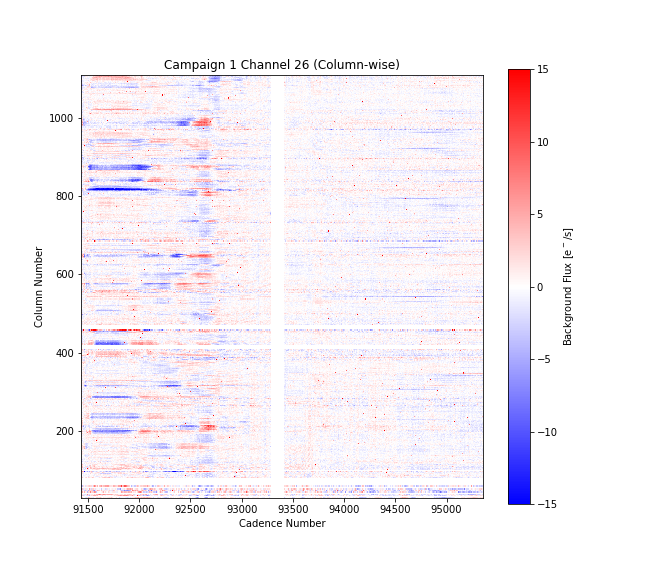 Campaign 1 Channel 26 (Column-wise)
1000
800
600
400
200
Column Number
91500 92000 92500 93000 93500 94000 94500 95000
Cadence Number
15
10
5
0
−5
−10
−15
Background Flux [e⁻/s]